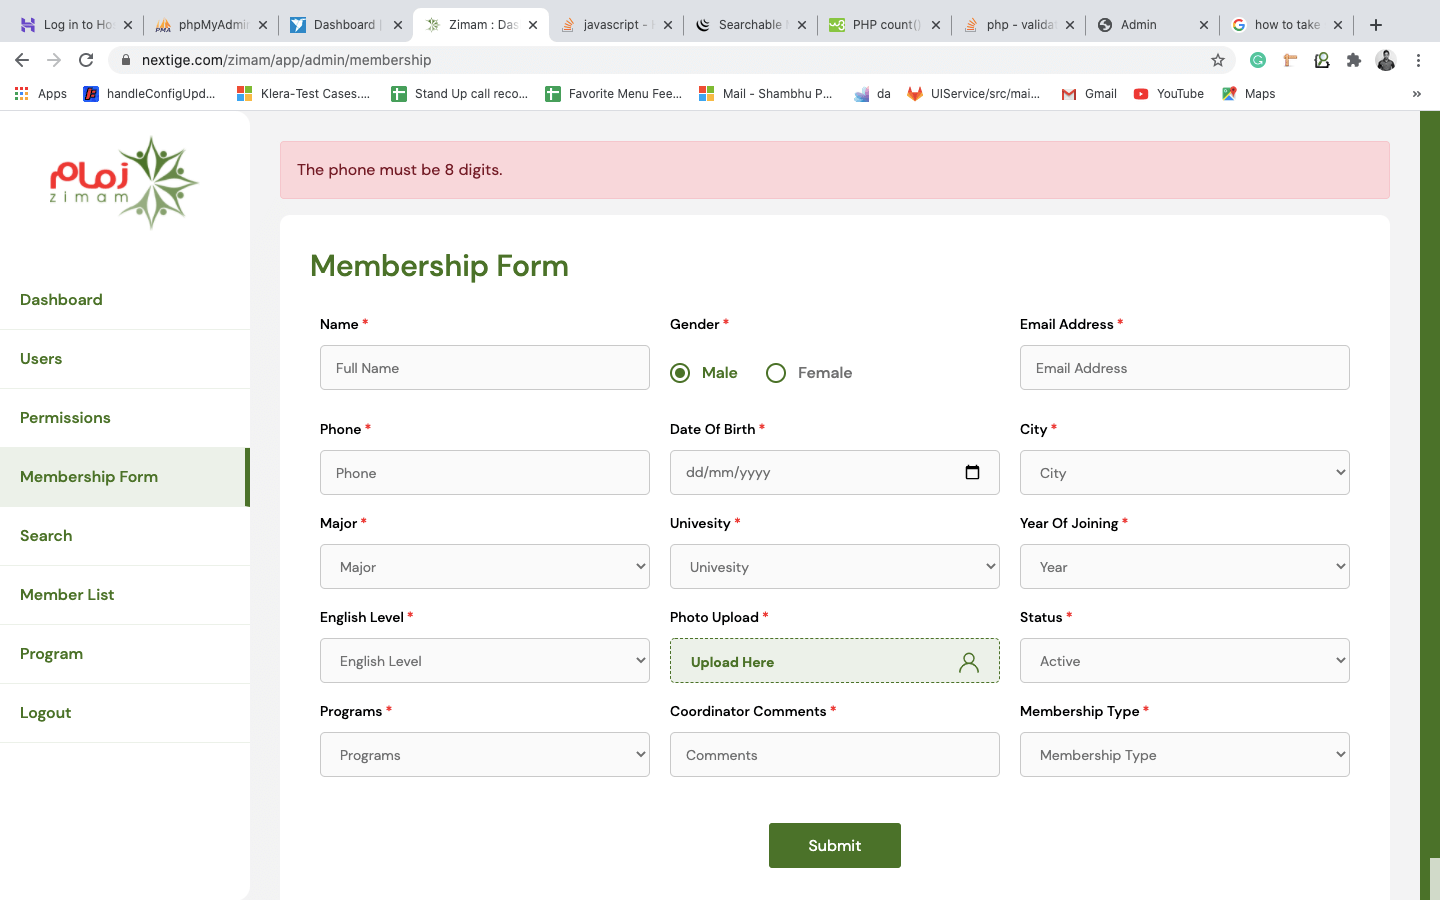 Log in to Ho
phpMyAdmi
Dashboard |
Zimam : Das
javascript -
Searchable
PHP count()
php - valida
Admin
how to take
nextige.com/zimam/app/admin/membership
Apps
handleConfigUpd...
Klera-Test Cases....
Stand Up call reco...
Favorite Menu Fee...
Mail - Shambhu P...
da
UIService/src/mai...
Gmail
YouTube
Maps
»
زمام
zimam
Dashboard
Users
Permissions
Membership Form
Search
Member List
Program
Logout
The phone must be 8 digits.
Membership Form
Name *
Gender *
Email Address *
Full Name
Male
Female
Email Address
Phone *
Date Of Birth *
City *
Phone
dd/mm/yyyy
City
Major *
Univesity *
Year Of Joining *
Major
Univesity
Year
English Level *
Photo Upload *
Status *
English Level
Upload Here
Active
Programs *
Coordinator Comments *
Membership Type *
Programs
Comments
Membership Type
Submit